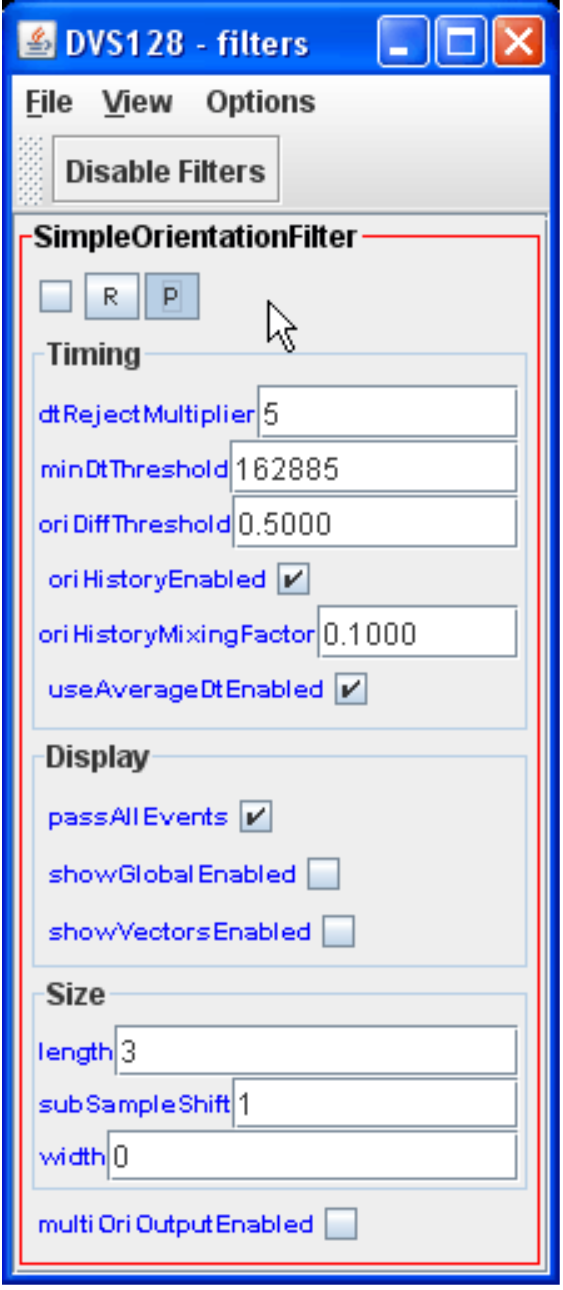 DVS128 - filters
File View Options
Disable Filters
SimpleOrientationFilter
R P
Timing
dtRejectMultiplier 5
minDtThreshold 162885
oriDiffThreshold 0.5000
oriHistoryEnabled
oriHistoryMixingFactor 0.1000
useAverageDtEnabled
Display
passAllEvents
showGlobalEnabled
showVectorsEnabled
Size
length 3
subSampleShift 1
width 0
multiOriOutputEnabled